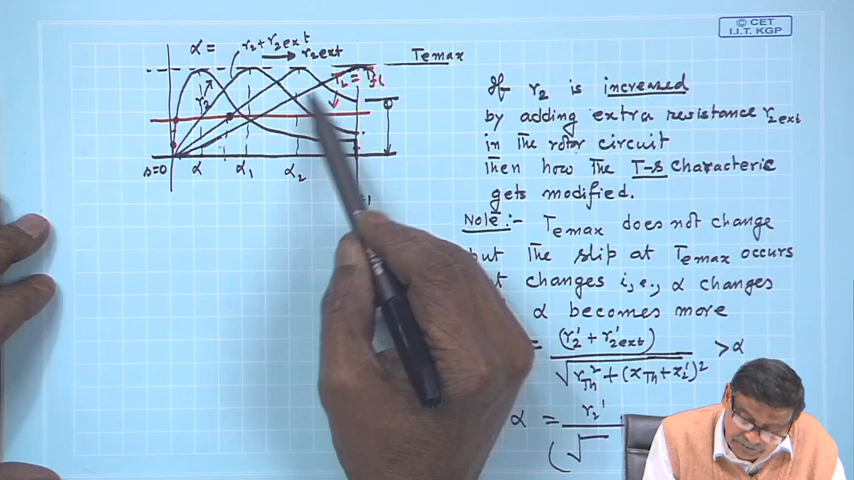 © CET
I.I.T. KGP
α =
r2 + r2ext
r2ext
Temax
r2
s=0 α α1 α2
If r2 is increased
by adding extra resistance r2ext
in the rotor circuit
Then how the T-s characteristic
gets modified.
Note:- Temax does not change
but the slip at Temax occurs
changes i,e., α changes
α becomes more
= (r2' + r2ext') / √(rTh² + (xTh + x2')²) > α
α = r2' / (√